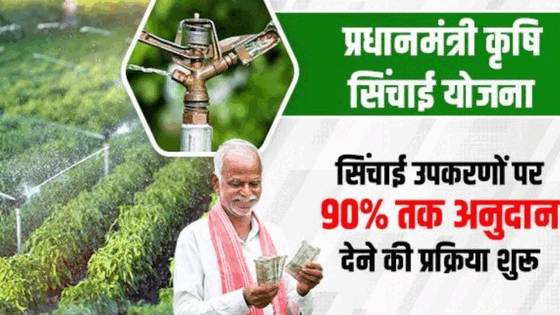 प्रधानमंत्री कृषि
सिंचाई योजना
सिंचाई उपकरणों पर
90% तक अनुदान
देने की प्रक्रिया शुरू